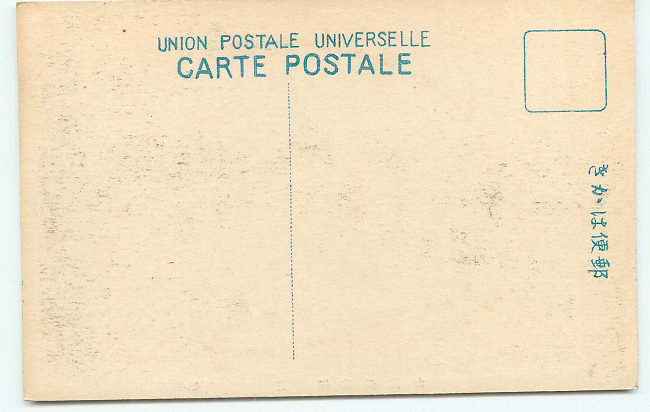 UNION POSTALE UNIVERSELLE
CARTE POSTALE
郵便はがき